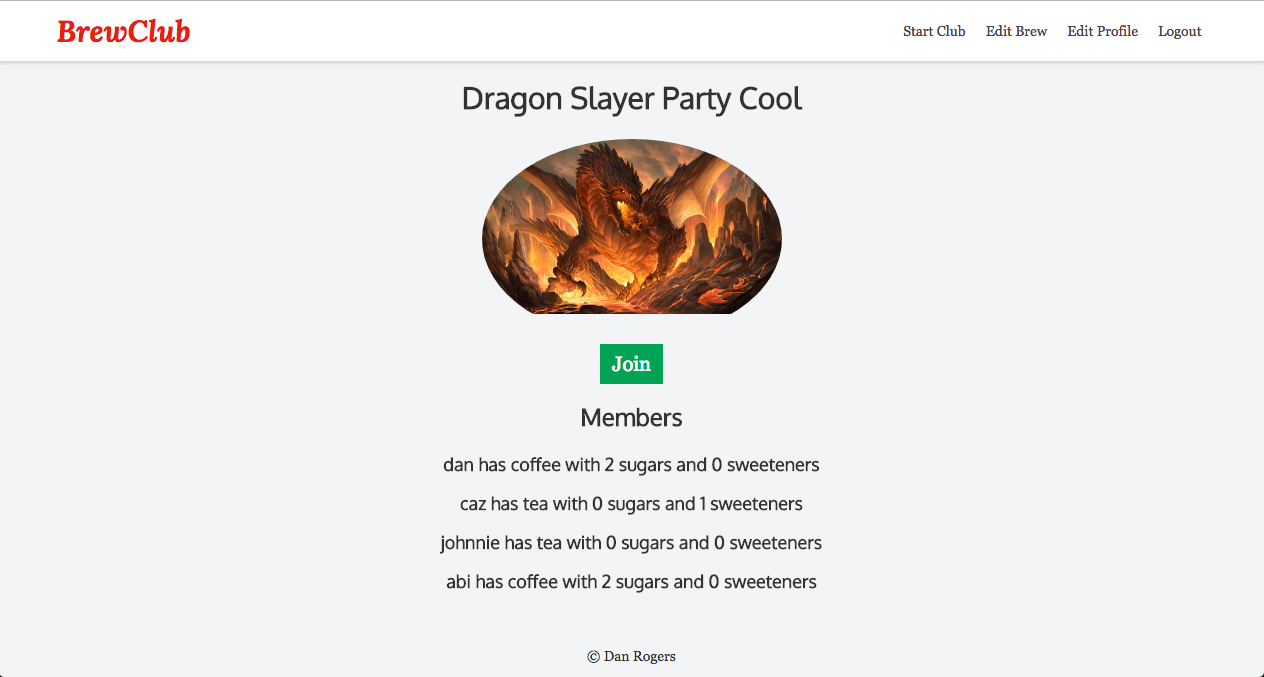 BrewClub
Start Club Edit Brew Edit Profile Logout
Dragon Slayer Party Cool
Join
Members
dan has coffee with 2 sugars and 0 sweeteners
caz has tea with 0 sugars and 1 sweeteners
johnnie has tea with 0 sugars and 0 sweeteners
abi has coffee with 2 sugars and 0 sweeteners
© Dan Rogers